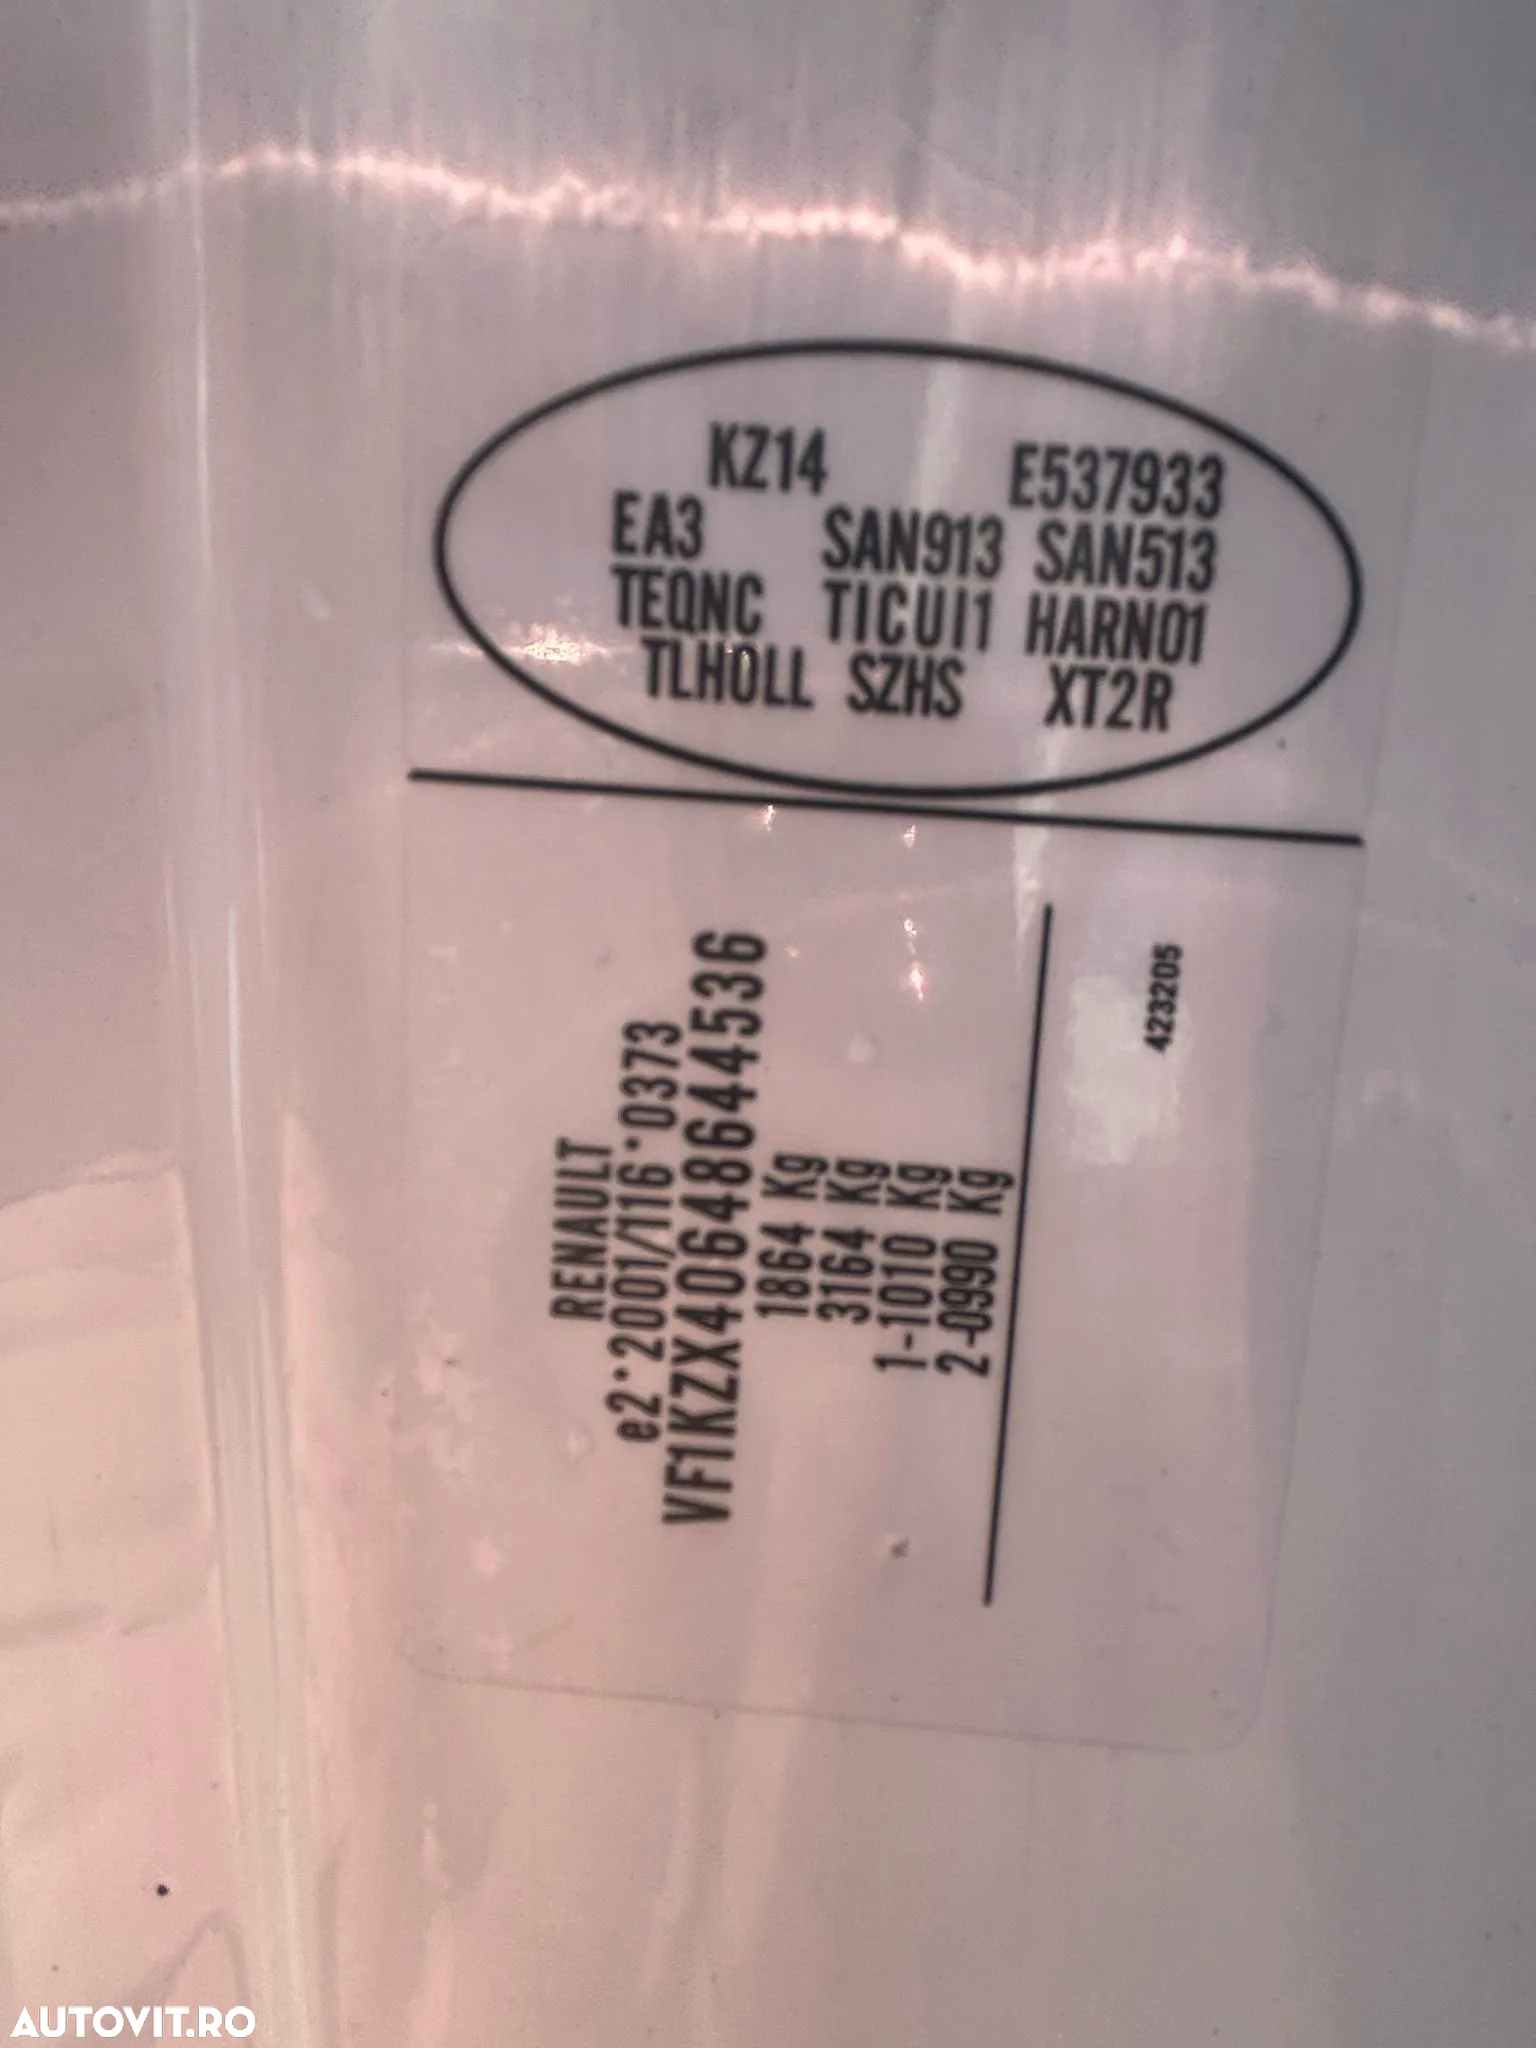 KZ14 E537933
EA3 SAN913 SAN513
TEQNC TICUI1 HARN01
TLHOLL SZHS XT2R
RENAULT
e2*2001/116*0373
VF1KZX40648644536
1864 Kg
3164 Kg
1-1010 Kg
2-0990 Kg
423205
AUTOVIT.RO